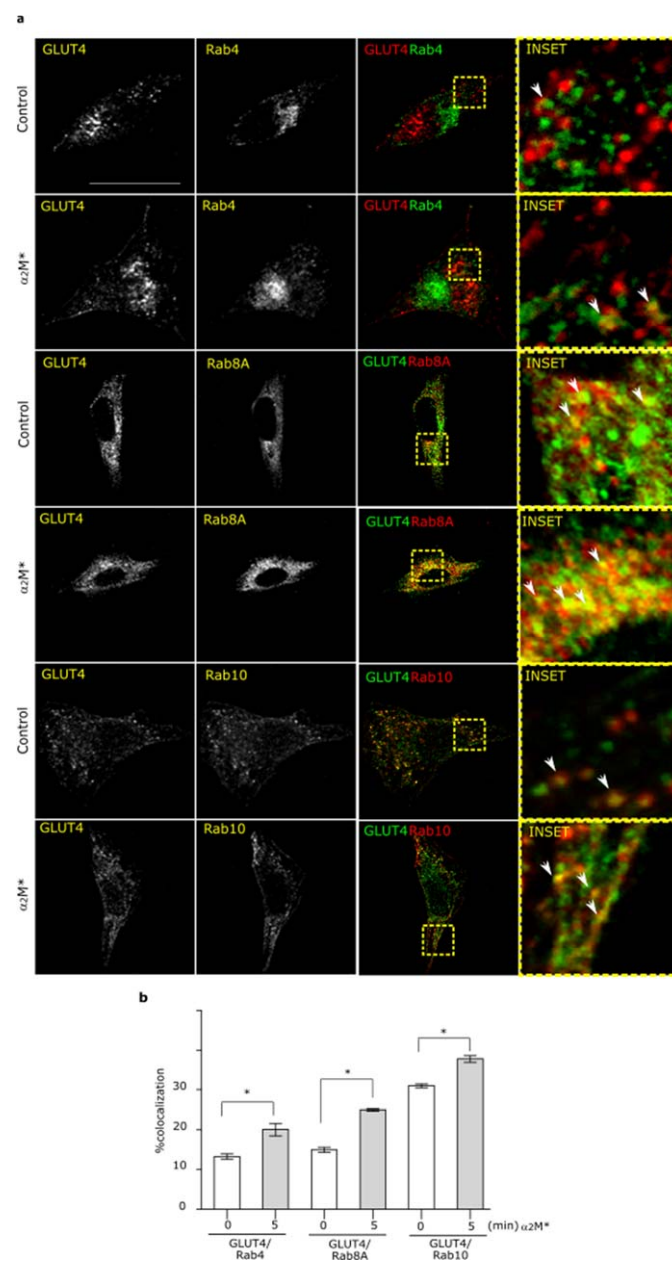 a
GLUT4 Rab4 GLUT4Rab4 INSET
Control
GLUT4 Rab4 GLUT4Rab4 INSET
α2M*
GLUT4 Rab8A GLUT4Rab8A INSET
Control
GLUT4 Rab8A GLUT4Rab8A INSET
α2M*
GLUT4 Rab10 GLUT4Rab10 INSET
Control
GLUT4 Rab10 GLUT4Rab10 INSET
α2M*
b
%colocalization
30
20
10
0
* * *
0 5 0 5 0 5 (min) α2M*
GLUT4/ GLUT4/ GLUT4/
Rab4 Rab8A Rab10